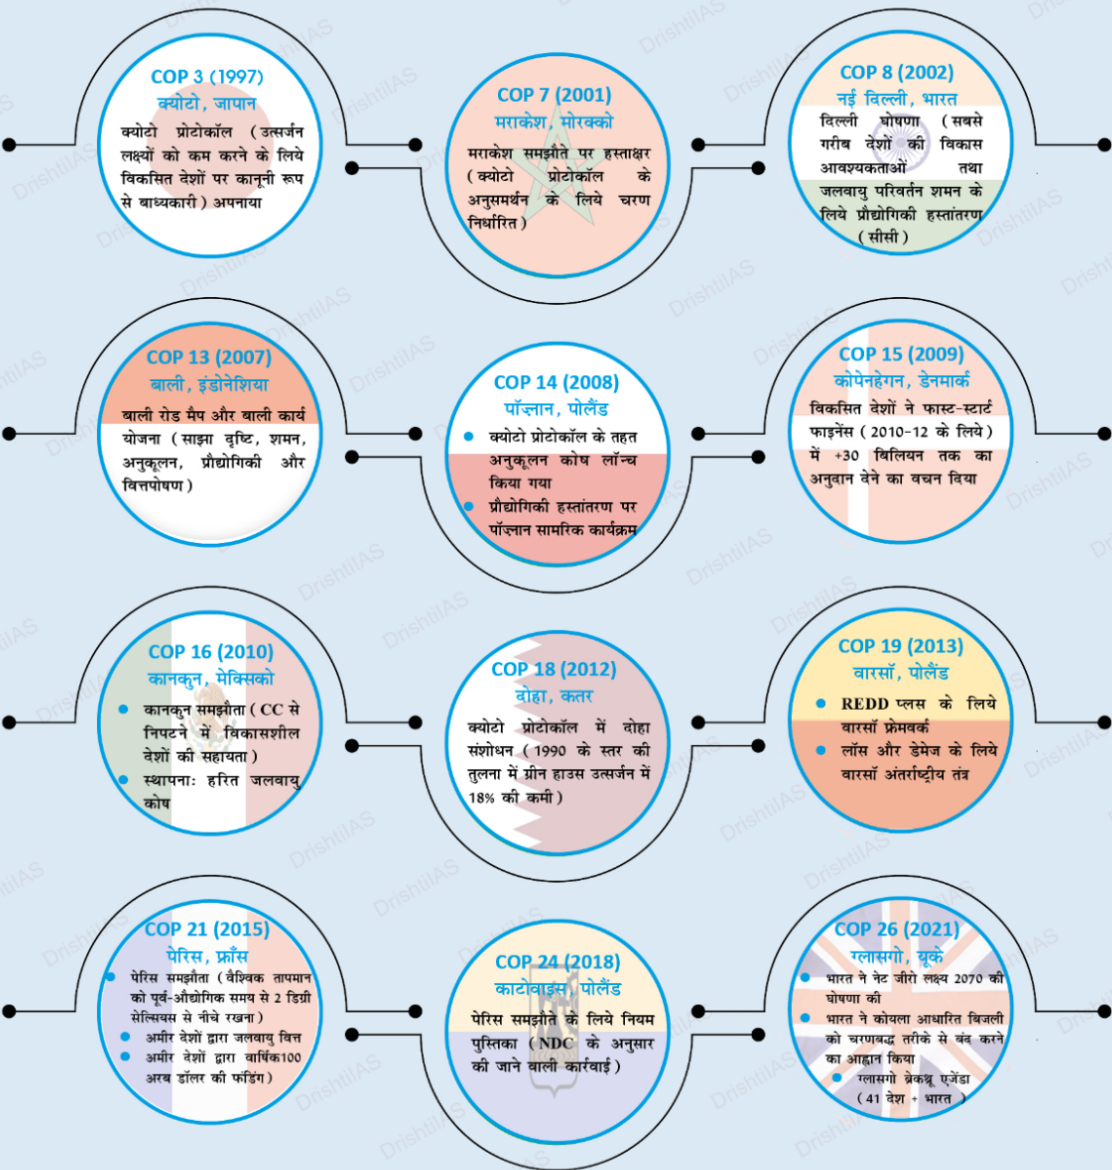 COP 3 (1997)
क्योटो, जापान
क्योटो प्रोटोकॉल (उत्सर्जन
लक्ष्यों को कम करने के लिये
विकसित देशों पर कानूनी रूप
से बाध्यकारी) अपनाया
COP 7 (2001)
मराकेश, मोरक्को
मराकेश समझौते पर हस्ताक्षर
(क्योटो प्रोटोकॉल के
अनुसमर्थन के लिये चरण
निर्धारित)
COP 8 (2002)
नई दिल्ली, भारत
दिल्ली घोषणा (सबसे
गरीब देशों की विकास
आवश्यकताओं तथा
जलवायु परिवर्तन शमन के
लिये प्रौद्योगिकी हस्तांतरण
(सीसी)
COP 13 (2007)
बाली, इंडोनेशिया
बाली रोड मैप और बाली कार्य
योजना (साझा दृष्टि, शमन,
अनुकूलन, प्रौद्योगिकी और
वित्तपोषण)
COP 14 (2008)
पॉज़्नान, पोलैंड
क्योटो प्रोटोकॉल के तहत
अनुकूलन कोष लॉन्च
किया गया
प्रौद्योगिकी हस्तांतरण पर
पॉज़्नान सामरिक कार्यक्रम
COP 15 (2009)
कोपेनहेगन, डेनमार्क
विकसित देशों ने फास्ट-स्टार्ट
फाइनेंस (2010-12 के लिये)
में +30 बिलियन तक का
अनुदान देने का वचन दिया
COP 16 (2010)
कानकुन, मेक्सिको
कानकुन समझौता (CC से
निपटने में विकासशील
देशों की सहायता)
स्थापनाः हरित जलवायु
कोष
COP 18 (2012)
दोहा, कतर
क्योटो प्रोटोकॉल में दोहा
संशोधन (1990 के स्तर की
तुलना में ग्रीन हाउस उत्सर्जन में
18% की कमी)
COP 19 (2013)
वारसॉ, पोलैंड
REDD प्लस के लिये
वारसॉ फ्रेमवर्क
लॉस और डेमेज के लिये
वारसॉ अंतर्राष्ट्रीय तंत्र
COP 21 (2015)
पेरिस, फ्राँस
पेरिस समझौता (वैश्विक तापमान
को पूर्व-औद्योगिक समय से 2 डिग्री
सेल्सियस से नीचे रखना)
अमीर देशों द्वारा जलवायु वित्त
अमीर देशों द्वारा वार्षिक100
अरब डॉलर की फंडिंग)
COP 24 (2018)
काटोवाइस, पोलैंड
पेरिस समझौते के लिये नियम
पुस्तिका (NDC के अनुसार
की जाने वाली कार्रवाई)
COP 26 (2021)
ग्लासगो, यूके
भारत ने नेट जीरो लक्ष्य 2070 की
घोषणा की
भारत ने कोयला आधारित बिजली
को चरणबद्ध तरीके से बंद करने
का आह्वान किया
ग्लासगो ब्रेकथ्रू एजेंडा
(41 देश + भारत )
DrishtiIAS